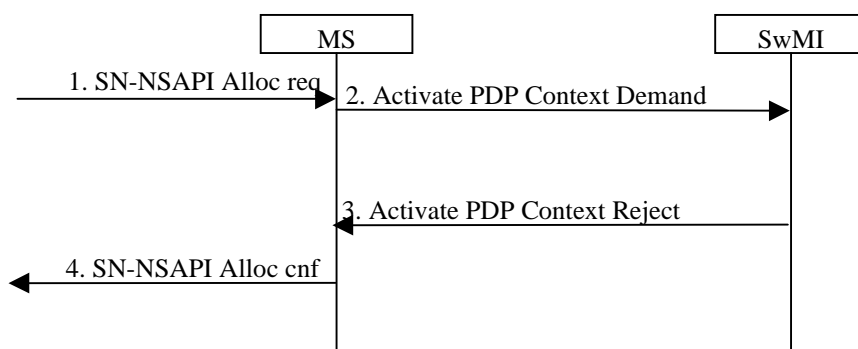 MS
SwMI
1. SN-NSAPI Alloc req
2. Activate PDP Context Demand
3. Activate PDP Context Reject
4. SN-NSAPI Alloc cnf